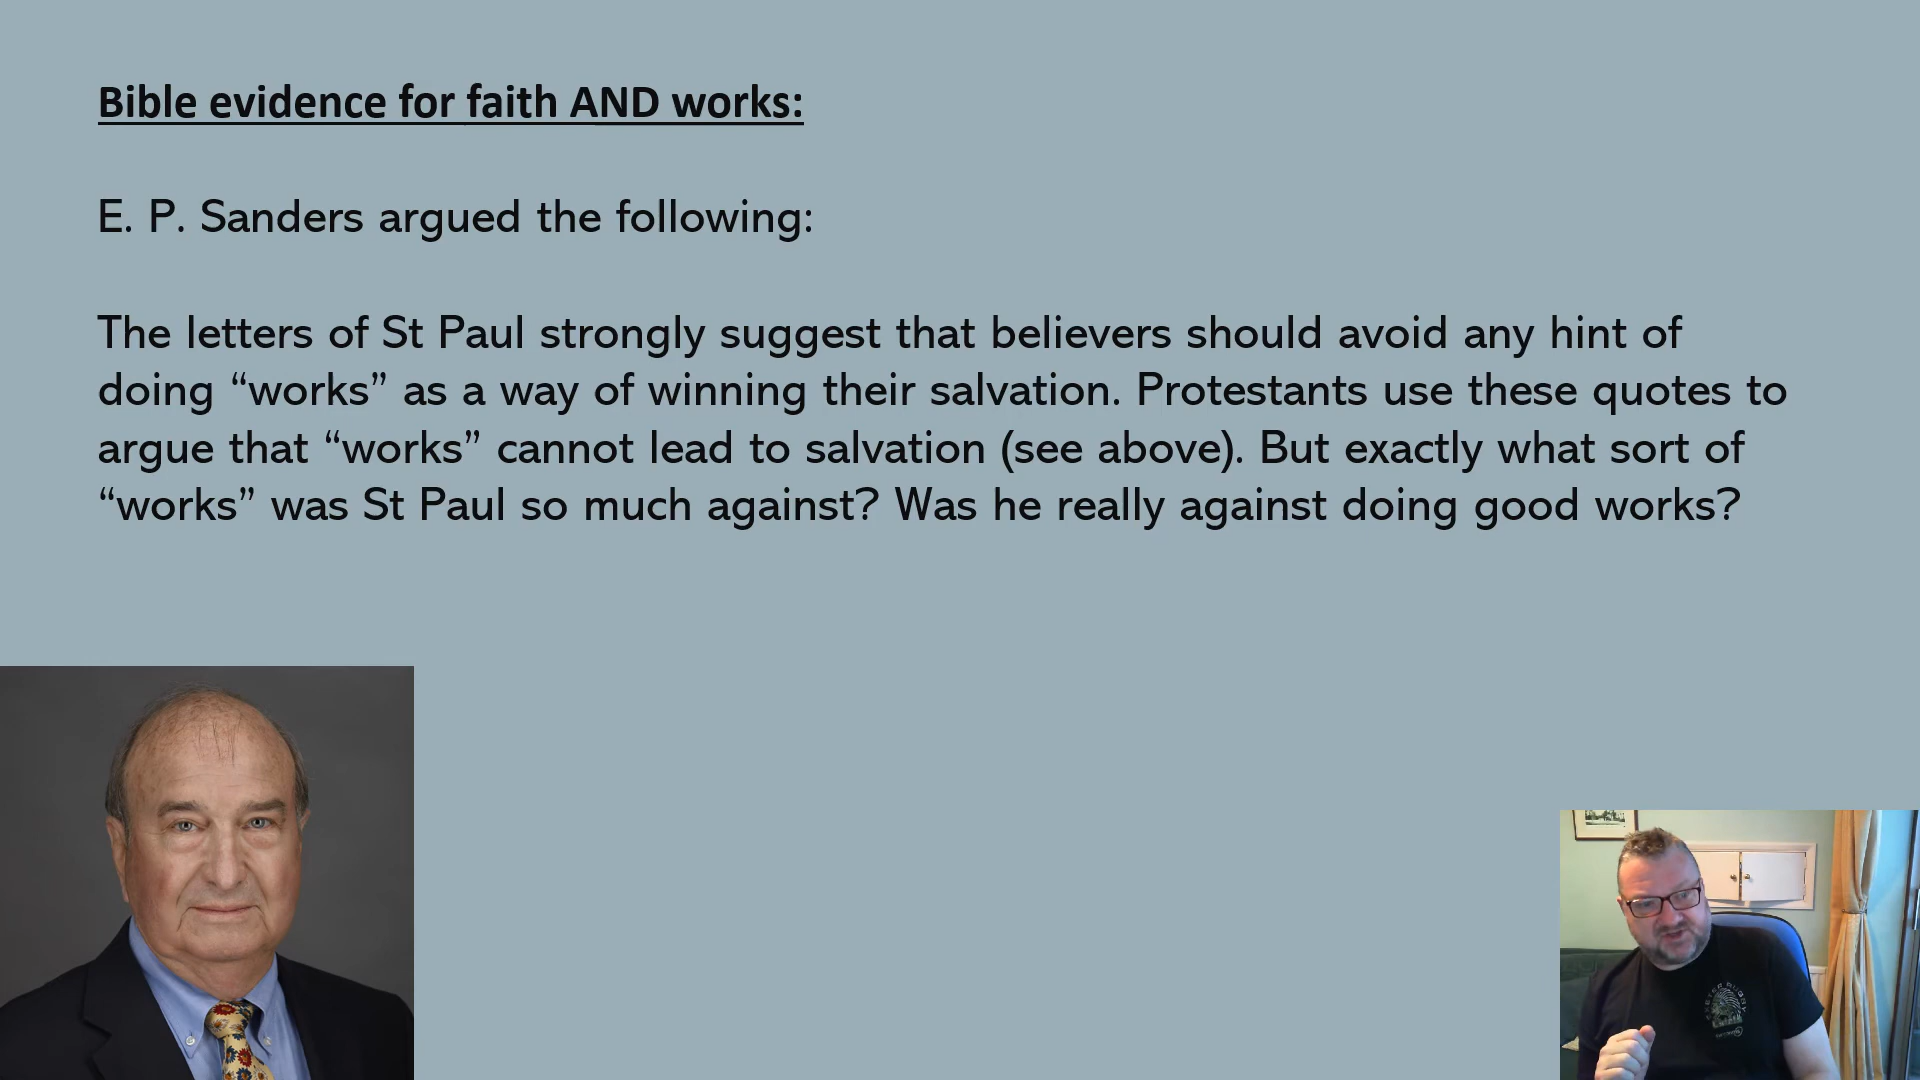 Bible evidence for faith AND works:
E. P. Sanders argued the following:
The letters of St Paul strongly suggest that believers should avoid any hint of
doing “works” as a way of winning their salvation. Protestants use these quotes to
argue that “works” cannot lead to salvation (see above). But exactly what sort of
“works” was St Paul so much against? Was he really against doing good works?